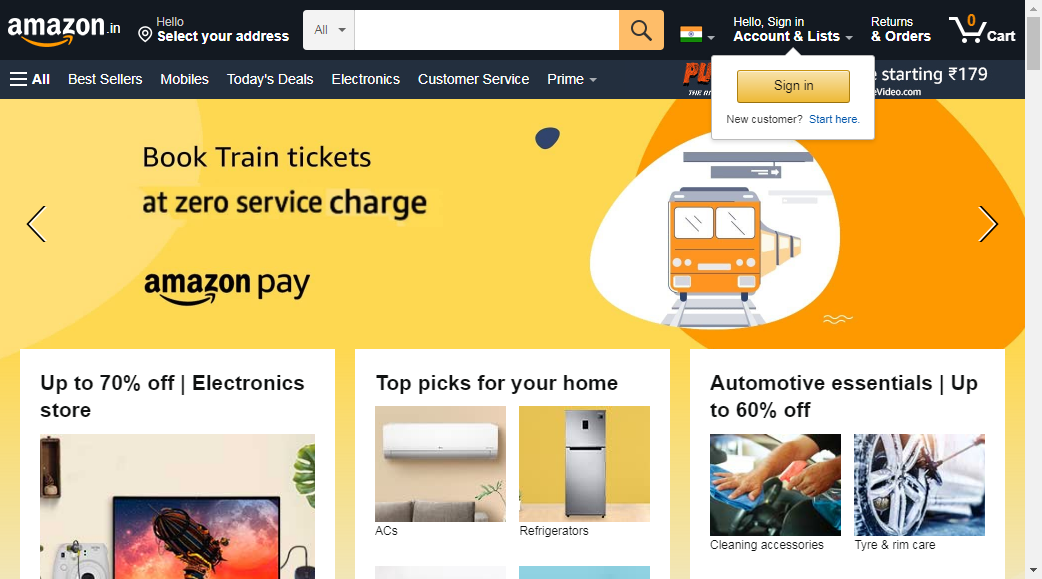 amazon.in
Hello
Select your address
All
Hello, Sign in
Account & Lists
Returns
& Orders
0
Cart
All
Best Sellers
Mobiles
Today's Deals
Electronics
Customer Service
Prime
starting ₹179
eVideo.com
Sign in
New customer? Start here.
Book Train tickets
at zero service charge
amazon pay
Up to 70% off | Electronics
store
Top picks for your home
ACs
Refrigerators
Automotive essentials | Up
to 60% off
Cleaning accessories
Tyre & rim care